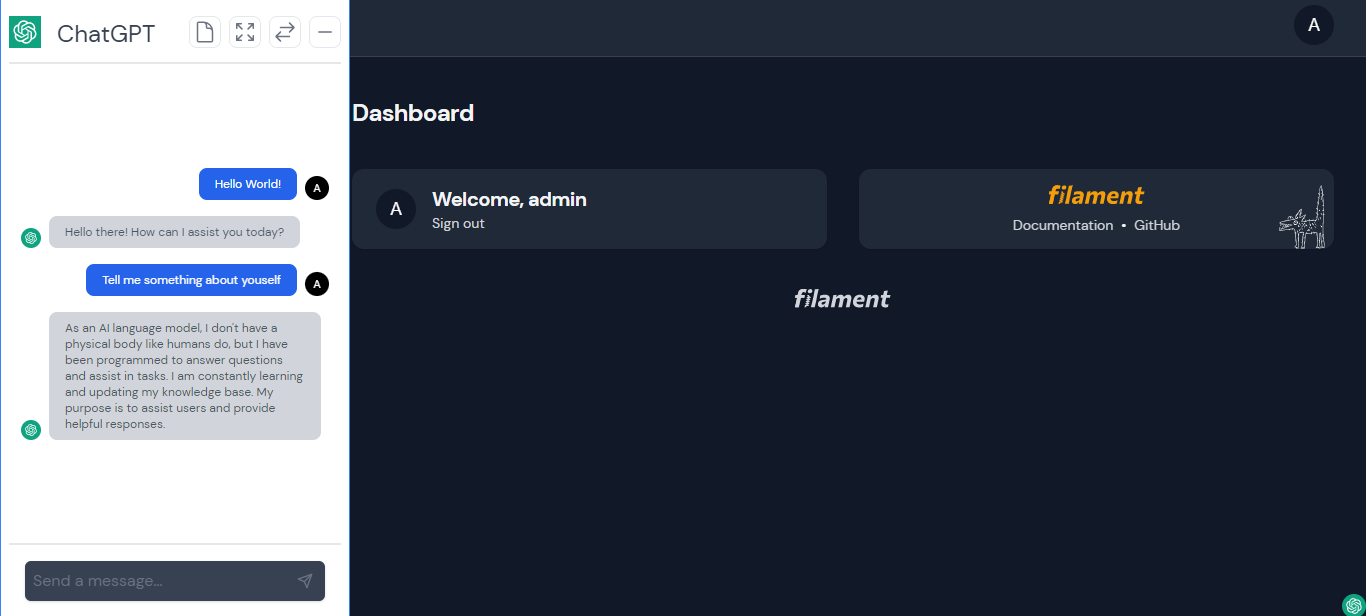 ChatGPT
Hello World!
A
Hello there! How can I assist you today?
Tell me something about youself
A
As an AI language model, I don't have a
physical body like humans do, but I have
been programmed to answer questions
and assist in tasks. I am constantly learning
and updating my knowledge base. My
purpose is to assist users and provide
helpful responses.
Send a message...
A
Dashboard
A
Welcome, admin
Sign out
filament
Documentation • GitHub
filament